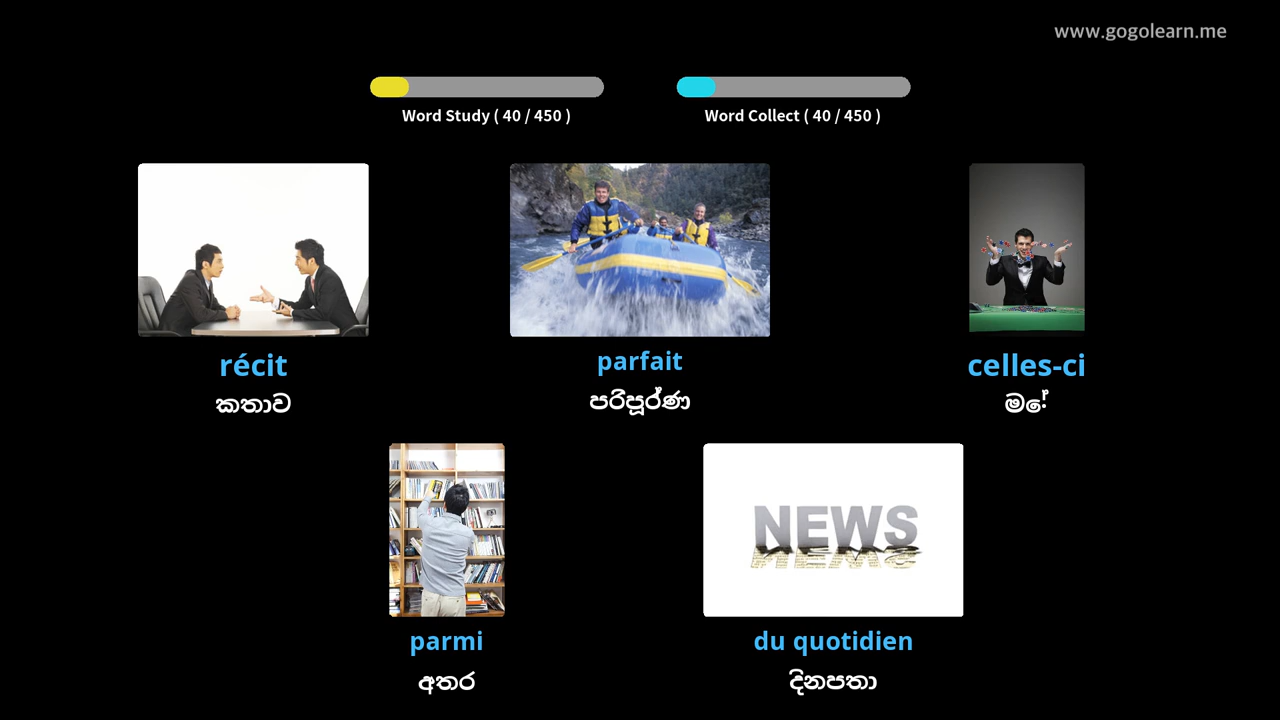 www.gogolearn.me
Word Study ( 40 / 450 )
Word Collect ( 40 / 450 )
récit
කතාව
parfait
පරිපූර්ණ
celles-ci
මේ
NEWS
parmi
අතර
du quotidien
දිනපතා